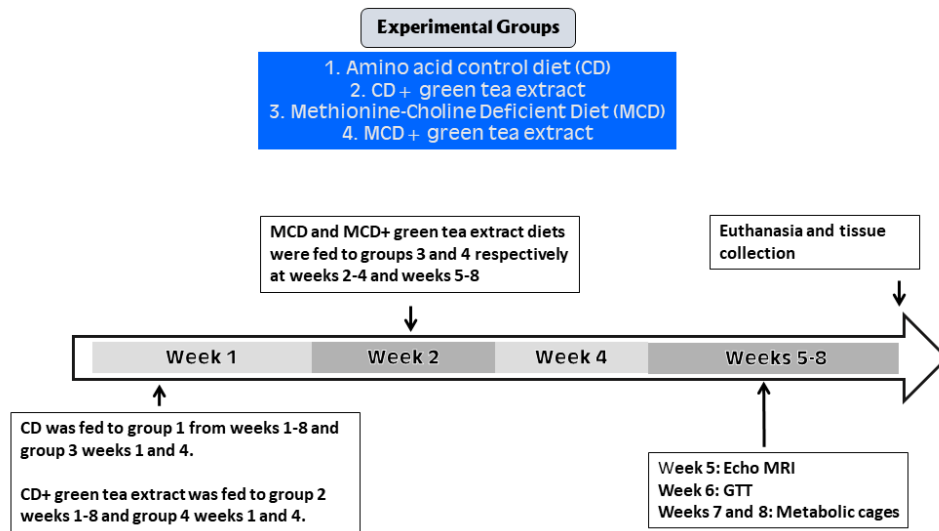 Experimental Groups
1. Amino acid control diet (CD)
2. CD + green tea extract
3. Methionine-Choline Deficient Diet (MCD)
4. MCD + green tea extract
MCD and MCD+ green tea extract diets
were fed to groups 3 and 4 respectively
at weeks 2-4 and weeks 5-8
Euthanasia and tissue
collection
Week 1
Week 2
Week 4
Weeks 5-8
CD was fed to group 1 from weeks 1-8 and
group 3 weeks 1 and 4.
CD+ green tea extract was fed to group 2
weeks 1-8 and group 4 weeks 1 and 4.
Week 5: Echo MRI
Week 6: GTT
Weeks 7 and 8: Metabolic cages